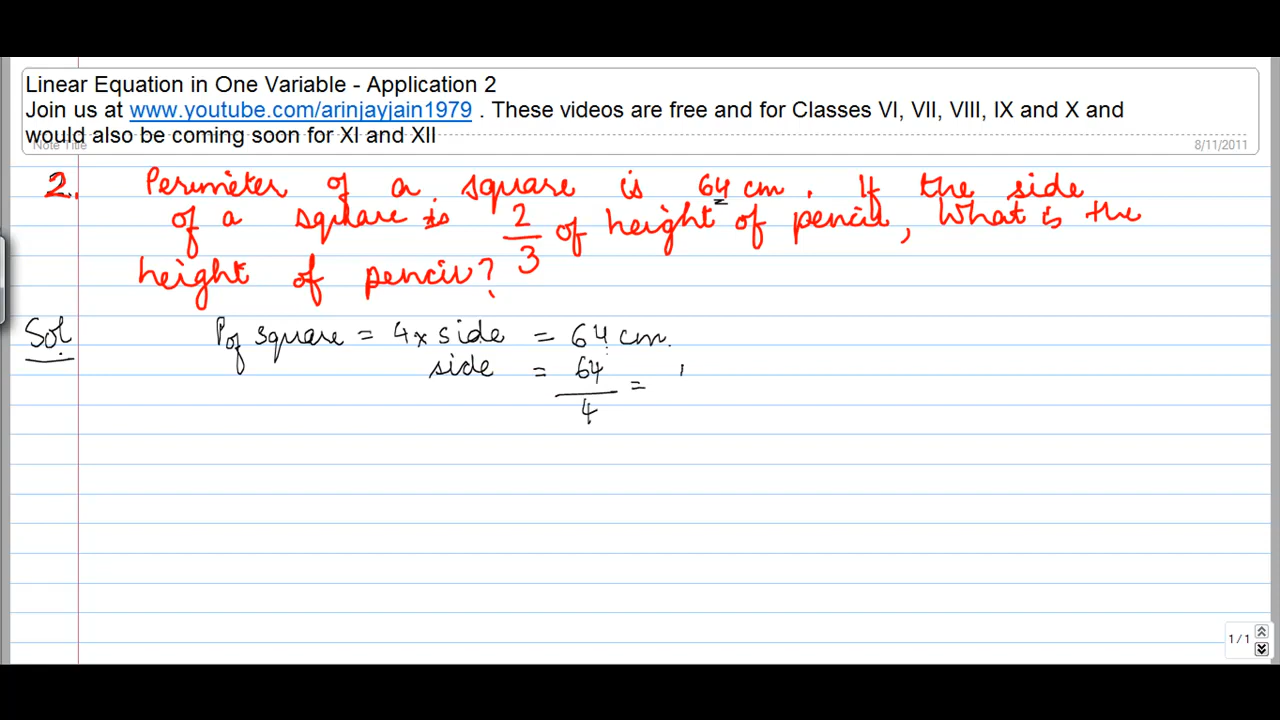 Linear Equation in One Variable - Application 2
Join us at www.youtube.com/arinjayjain1979 . These videos are free and for Classes VI, VII, VIII, IX and X and
would also be coming soon for XI and XII
Note Title
8/11/2011
2. Perimeter of a square is 64 cm. If the side
of a square is 2/3 of height of pencil, What is the
height of pencil?
Sol P of square = 4 x side = 64 cm.
side = 64/4 =
1/1